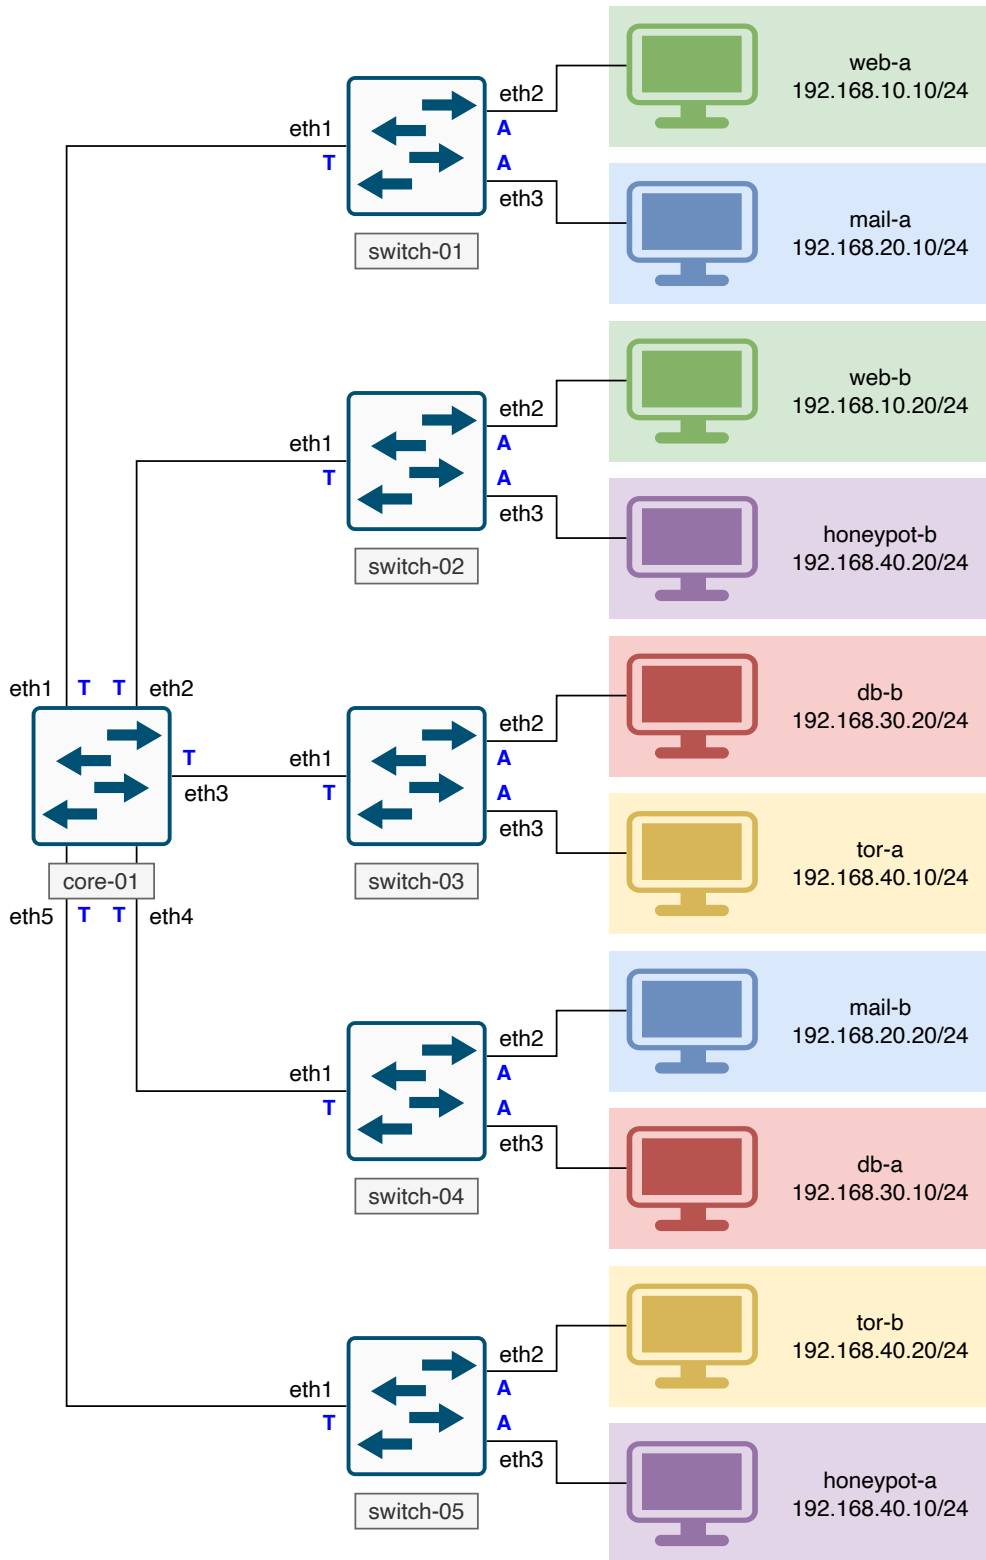 web-a
192.168.10.10/24
eth1
T
eth2
A
A
eth3
switch-01
mail-a
192.168.20.10/24
web-b
192.168.10.20/24
eth1
T
eth2
A
A
eth3
switch-02
honeypot-b
192.168.40.20/24
eth1 T T eth2
T
eth3
core-01
eth5 T T eth4
eth1
T
eth2
A
A
eth3
switch-03
db-b
192.168.30.20/24
tor-a
192.168.40.10/24
eth1
T
eth2
A
A
eth3
switch-04
mail-b
192.168.20.20/24
db-a
192.168.30.10/24
eth1
T
eth2
A
A
eth3
switch-05
tor-b
192.168.40.20/24
honeypot-a
192.168.40.10/24